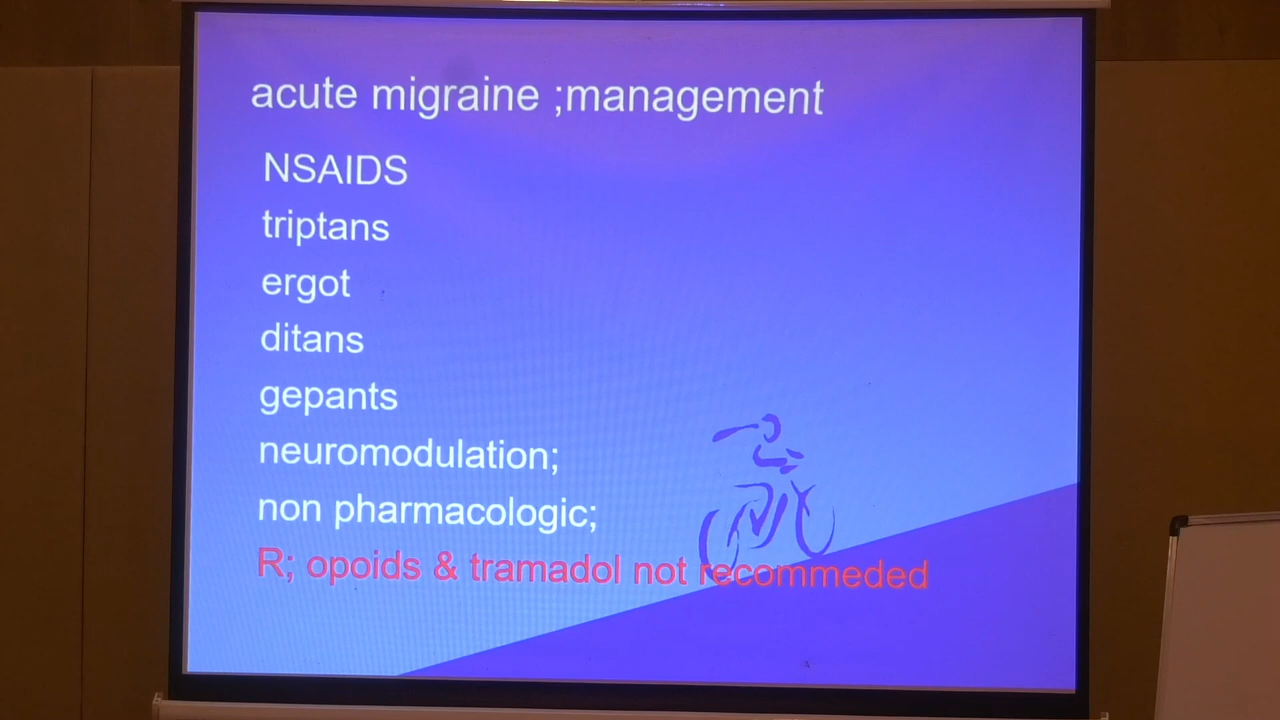 acute migraine ;management
NSAIDS
triptans
ergot
ditans
gepants
neuromodulation;
non pharmacologic;
R; opoids & tramadol not recommeded